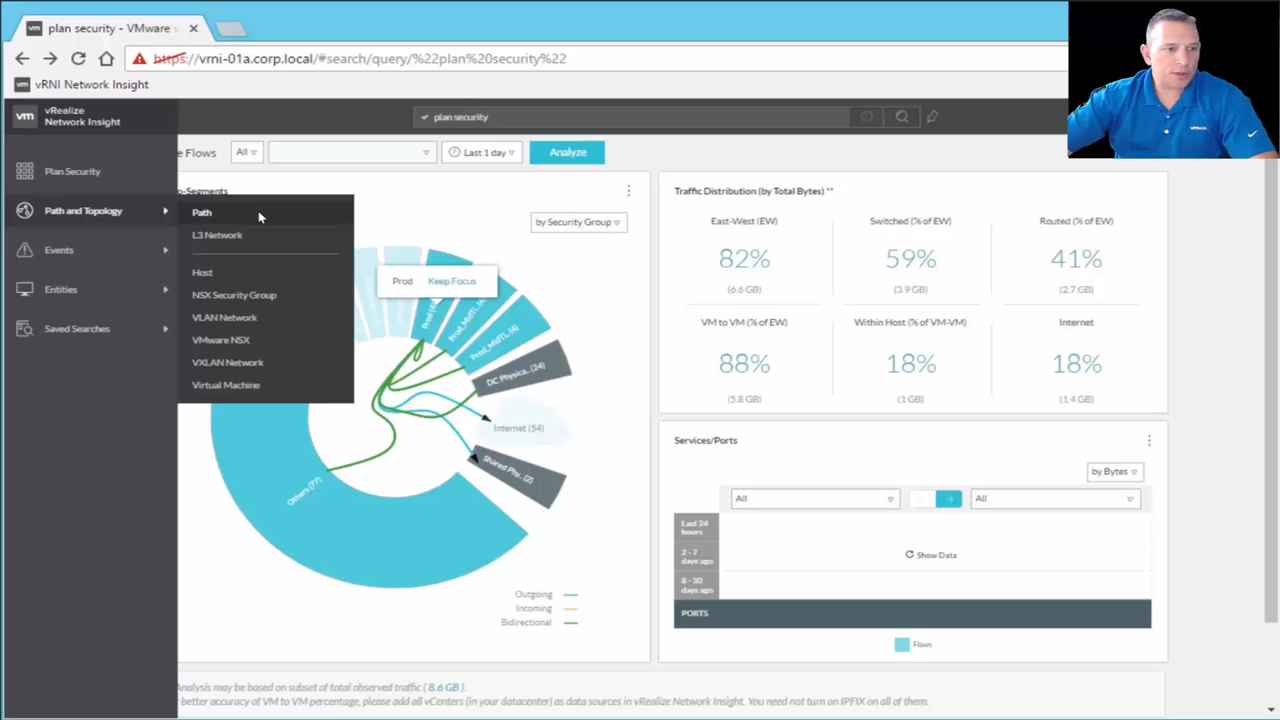 plan security - VMware v
https://vrni-01a.corp.local/#search/query/%22plan%20security%22
vRNI Network Insight
vm
vRealize
Network Insight
plan security
Plan Security
Path and Topology
Events
Entities
Saved Searches
Path
L3 Network
Host
NSX Security Group
VLAN Network
VMware NSX
VXLAN Network
Virtual Machine
e Flows
All
Last 1 day
Analyze
o-Segments
by Security Group
Prod Keep Focus
Prod_MidTi.. (4)
DC Physica.. (24)
Internet (54)
Shared Phy.. (2)
Others (77)
Outgoing
Incoming
Bidirectional
Traffic Distribution (by Total Bytes) **
East-West (EW) Switched (% of EW) Routed (% of EW)
82% 59% 41%
(6.6 GB) (3.9 GB) (2.7 GB)
VM to VM (% of EW) Within Host (% of VM-VM) Internet
88% 18% 18%
(5.8 GB) (1 GB) (1.4 GB)
Services/Ports
by Bytes
All All
Last 24
hours
2 - 7
days ago
Show Data
8 - 30
days ago
PORTS
Flows
Analysis may be based on subset of total observed traffic ( 8.6 GB ).
better accuracy of VM to VM percentage, please add all vCenters (in your datacenter) as data sources in vRealize Network Insight. You need not turn on IPFIX on all of them.